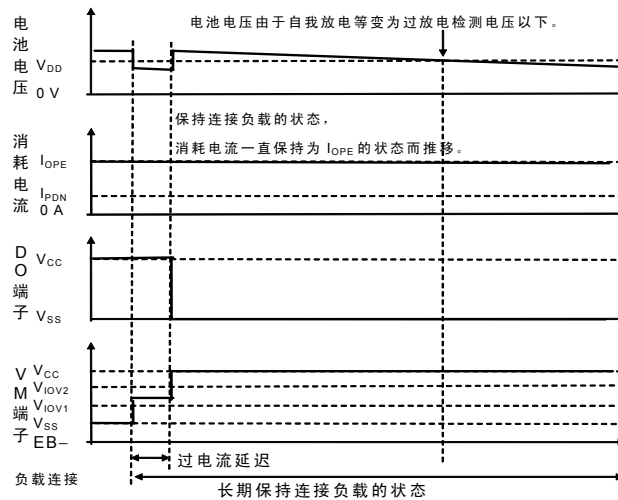 电池电压由于自我放电等变为过放电检测电压以下。
电池电压
VDD
0 V
保持连接负载的状态，
消耗电流一直保持为 IOPE 的状态而推移。
消耗电流
IOPE
IPDN
0 A
DO端子
VCC
VSS
VM端子
VCC
VIOV2
VIOV1
VSS
EB−
过电流延迟
负载连接
长期保持连接负载的状态